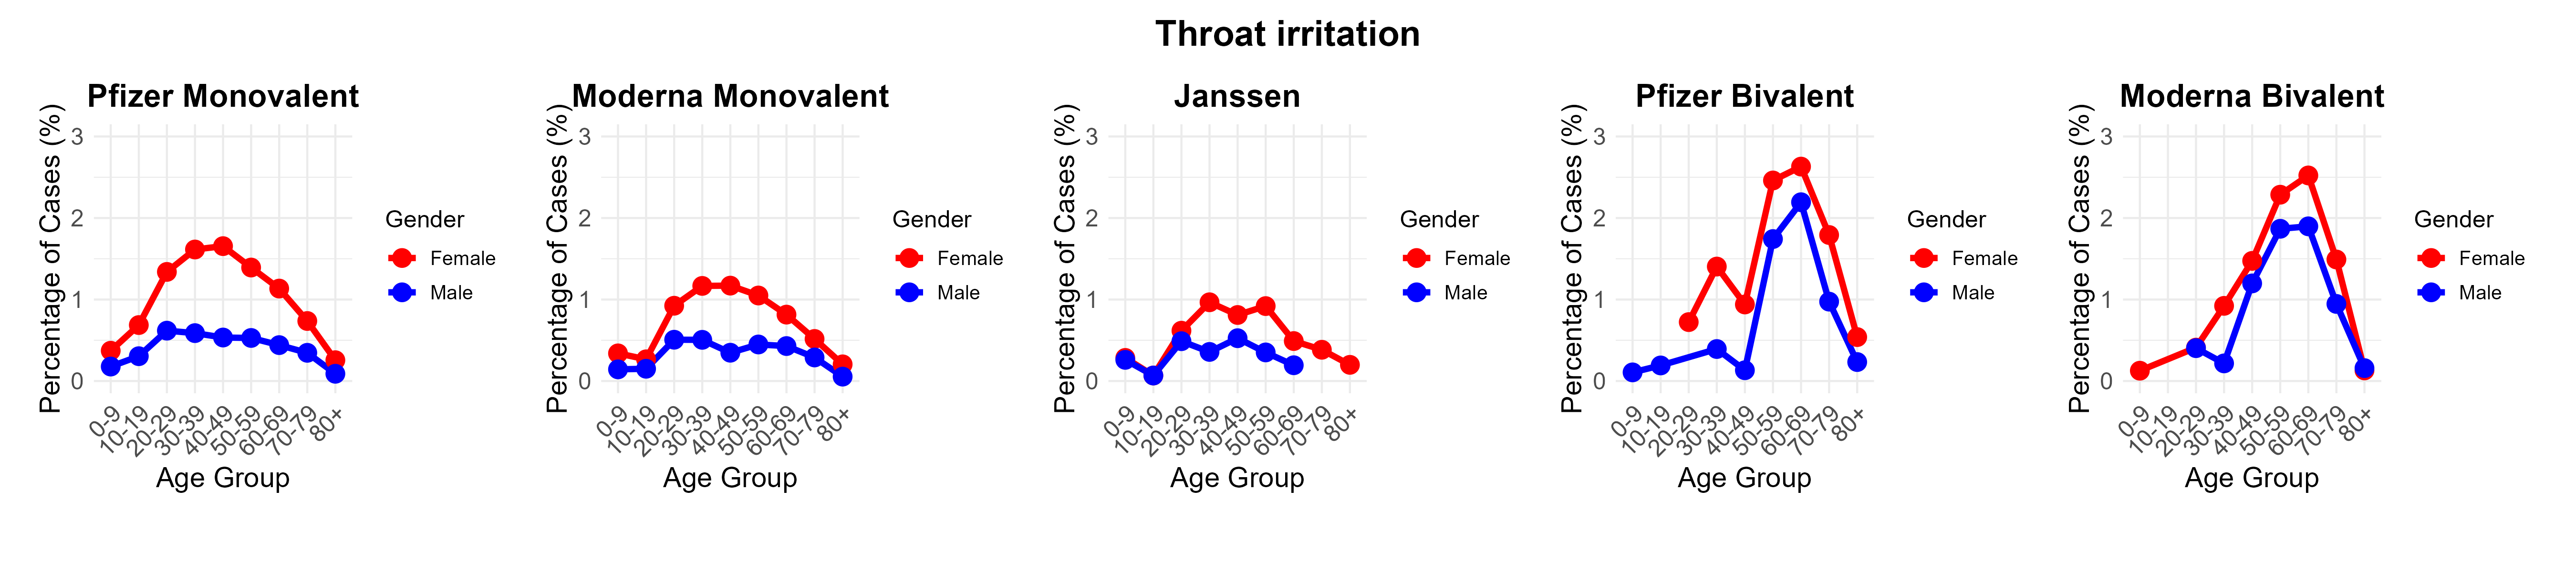 Throat irritation
Pfizer Monovalent
Percentage of Cases (%)
3
2
1
0
0-9
10-19
20-29
30-39
40-49
50-59
60-69
70-79
80+
Age Group
Gender
Female
Male
Moderna Monovalent
Percentage of Cases (%)
3
2
1
0
0-9
10-19
20-29
30-39
40-49
50-59
60-69
70-79
80+
Age Group
Gender
Female
Male
Janssen
Percentage of Cases (%)
3
2
1
0
0-9
10-19
20-29
30-39
40-49
50-59
60-69
70-79
80+
Age Group
Gender
Female
Male
Pfizer Bivalent
Percentage of Cases (%)
3
2
1
0
0-9
10-19
20-29
30-39
40-49
50-59
60-69
70-79
80+
Age Group
Gender
Female
Male
Moderna Bivalent
Percentage of Cases (%)
3
2
1
0
0-9
10-19
20-29
30-39
40-49
50-59
60-69
70-79
80+
Age Group
Gender
Female
Male